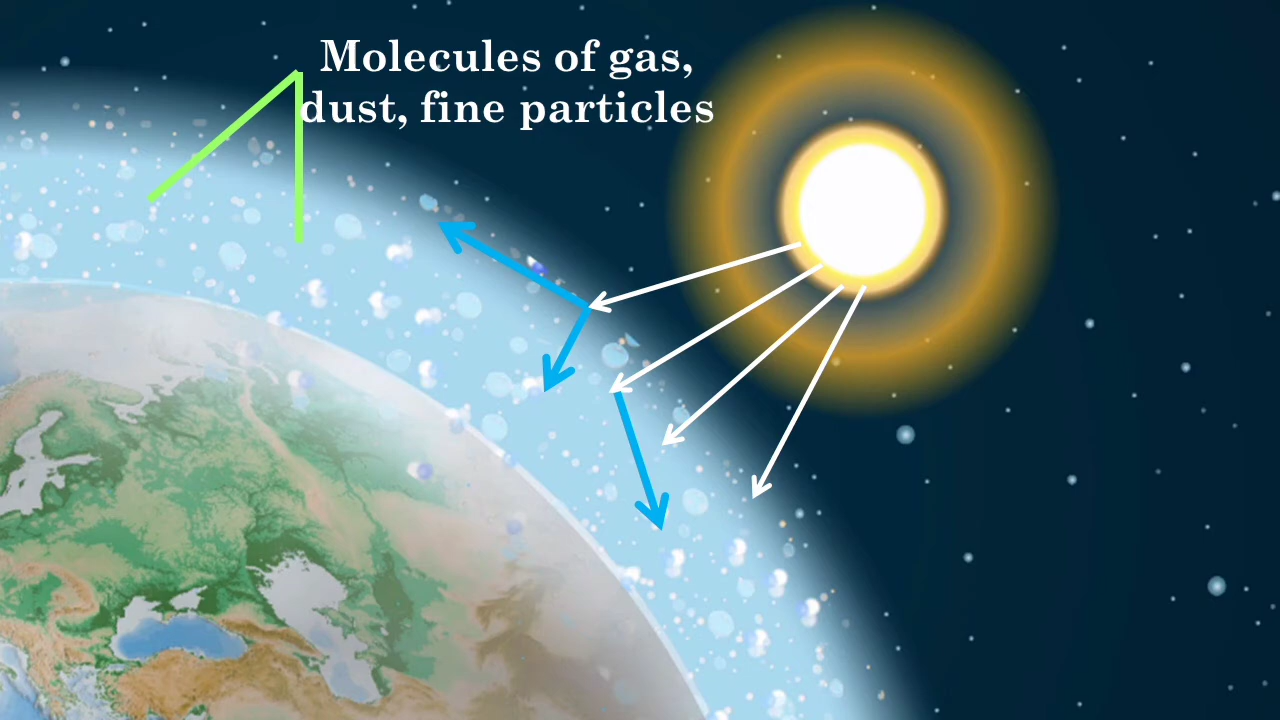 Molecules of gas,
dust, fine particles